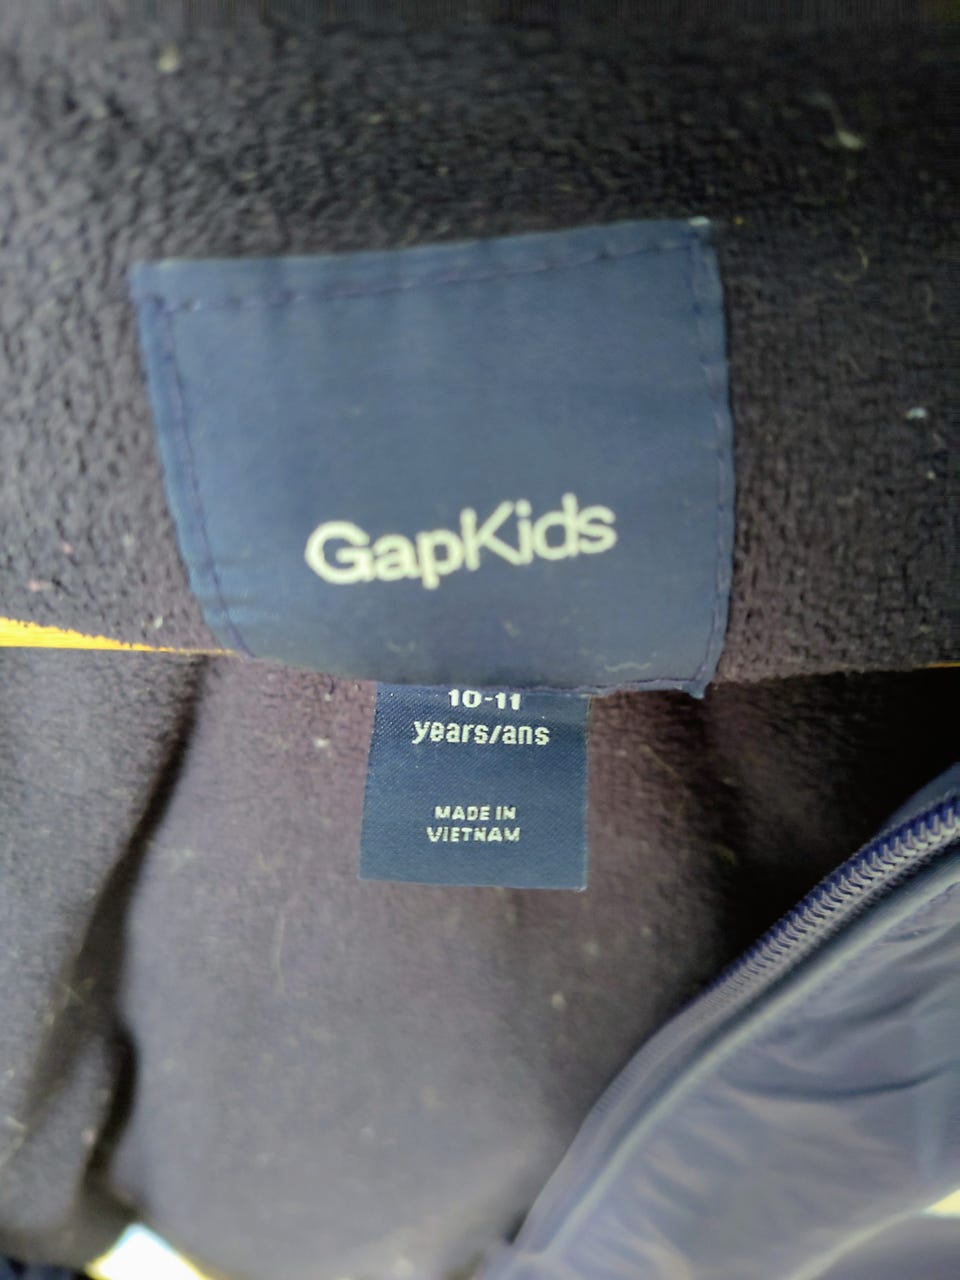 GapKids
10-11
years/ans
MADE IN
VIETNAM